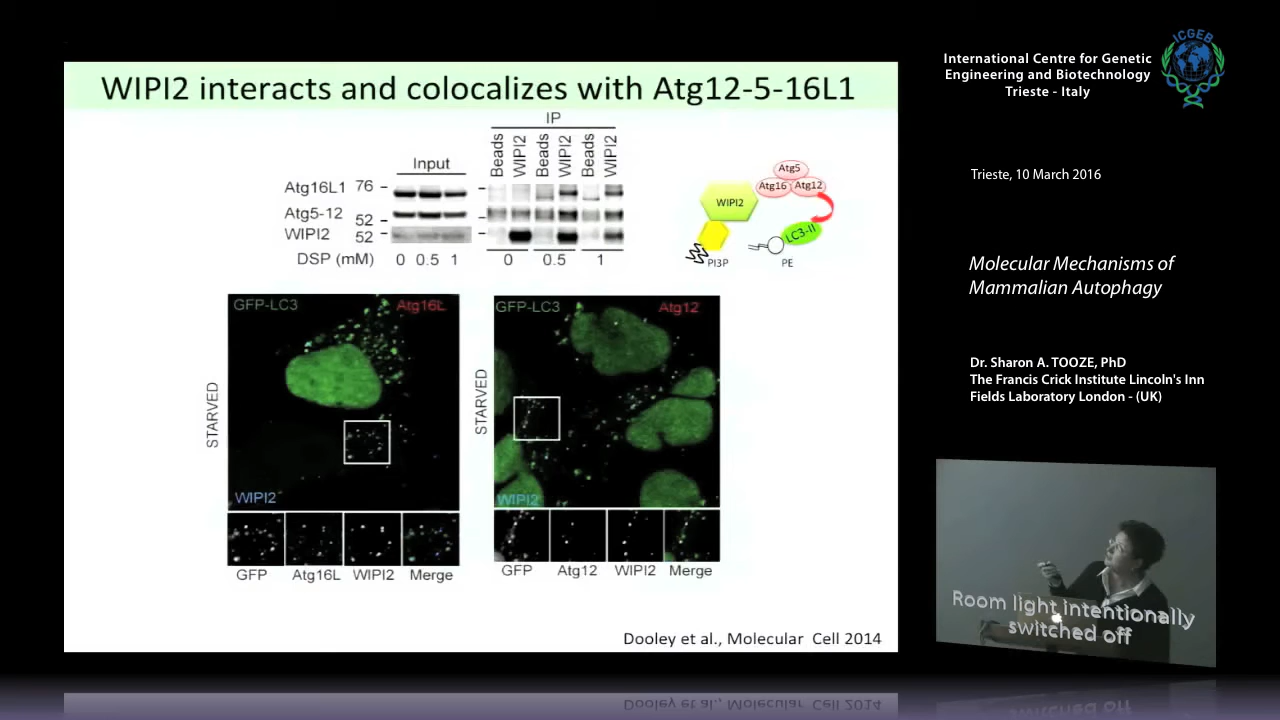 WIPI2 interacts and colocalizes with Atg12-5-16L1
IP
Input
Beads
WIPI2
Beads
WIPI2
Beads
WIPI2
Atg16L1 76
Atg5-12 52
WIPI2 52
DSP (mM) 0 0.5 1 0 0.5 1
Atg5
Atg16 Atg12
WIPI2
LC3-II
PI3P PE
GFP-LC3 Atg16L
STARVED
WIPI2
GFP Atg16L WIPI2 Merge
GFP-LC3 Atg12
STARVED
WIPI2
GFP Atg12 WIPI2 Merge
Dooley et al., Molecular Cell 2014
ICGEB
International Centre for Genetic
Engineering and Biotechnology
Trieste - Italy
Trieste, 10 March 2016
Molecular Mechanisms of
Mammalian Autophagy
Dr. Sharon A. TOOZE, PhD
The Francis Crick Institute Lincoln's Inn
Fields Laboratory London - (UK)
Room light intentionally
switched off